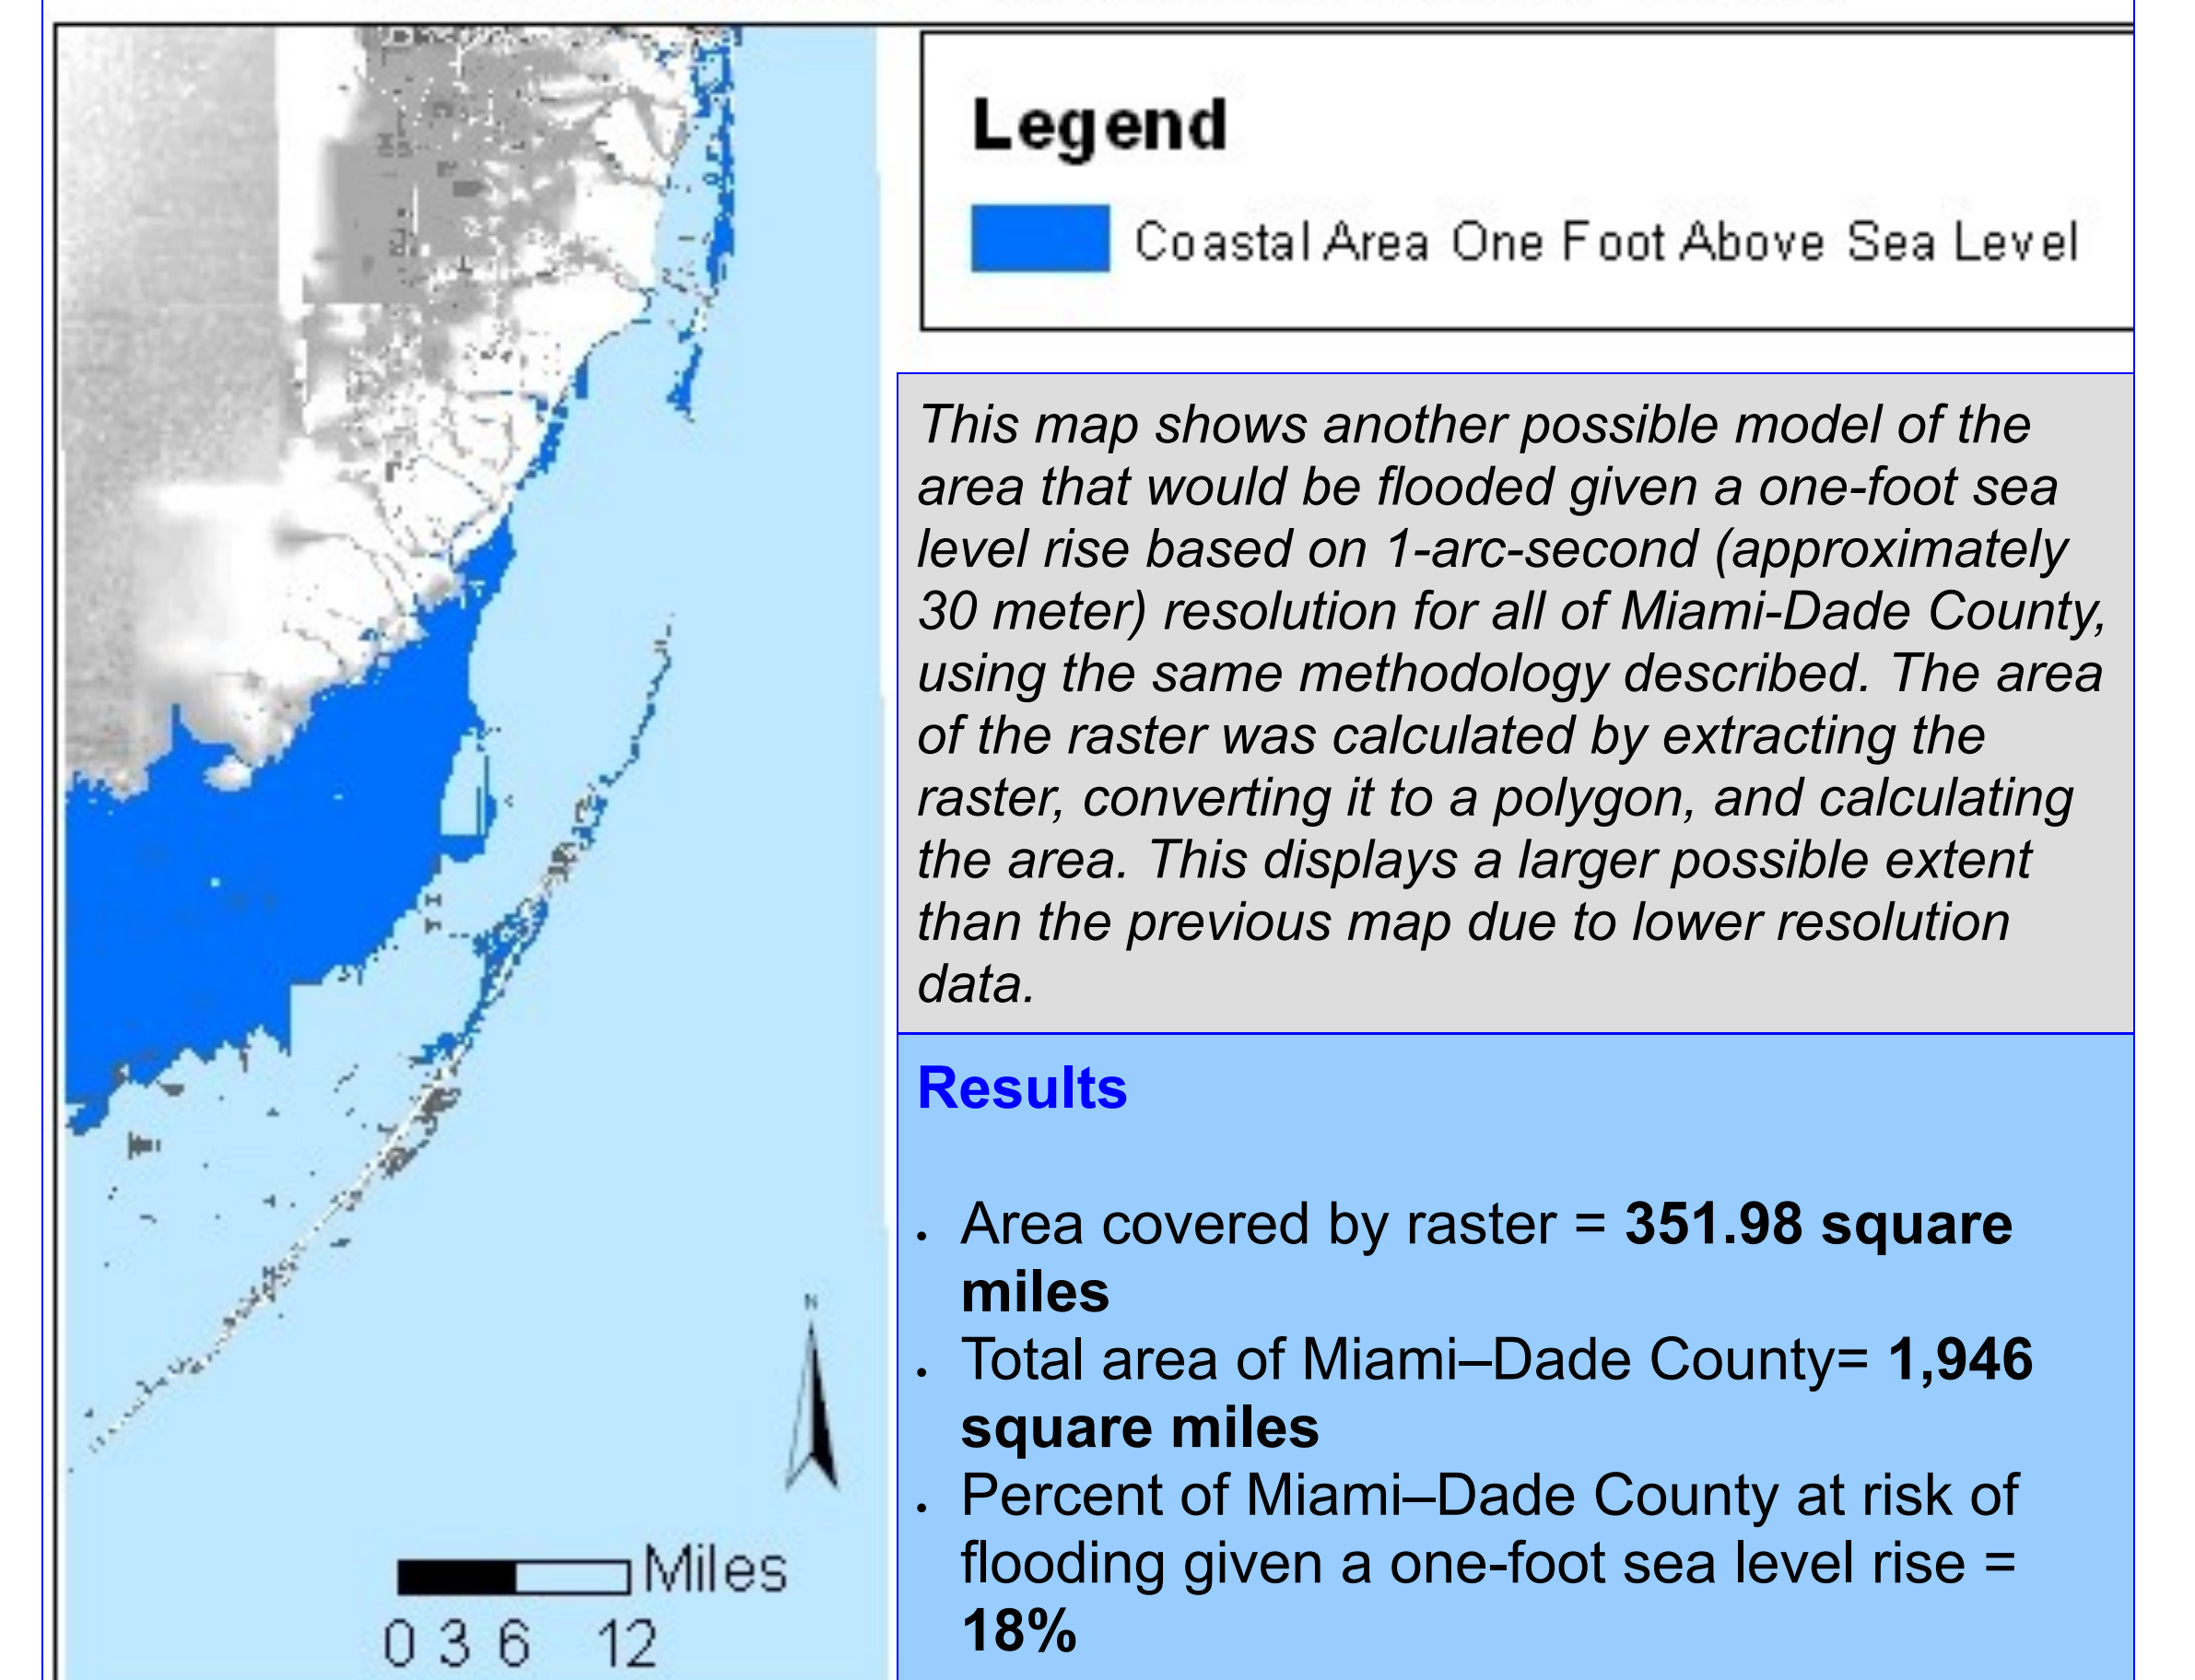 Legend
Coastal Area One Foot Above Sea Level
This map shows another possible model of the
area that would be flooded given a one-foot sea
level rise based on 1-arc-second (approximately
30 meter) resolution for all of Miami-Dade County,
using the same methodology described. The area
of the raster was calculated by extracting the
raster, converting it to a polygon, and calculating
the area. This displays a larger possible extent
than the previous map due to lower resolution
data.
Results
• Area covered by raster = 351.98 square
miles
• Total area of Miami–Dade County= 1,946
square miles
• Percent of Miami–Dade County at risk of
flooding given a one-foot sea level rise =
18%
N
Miles
0 3 6 12